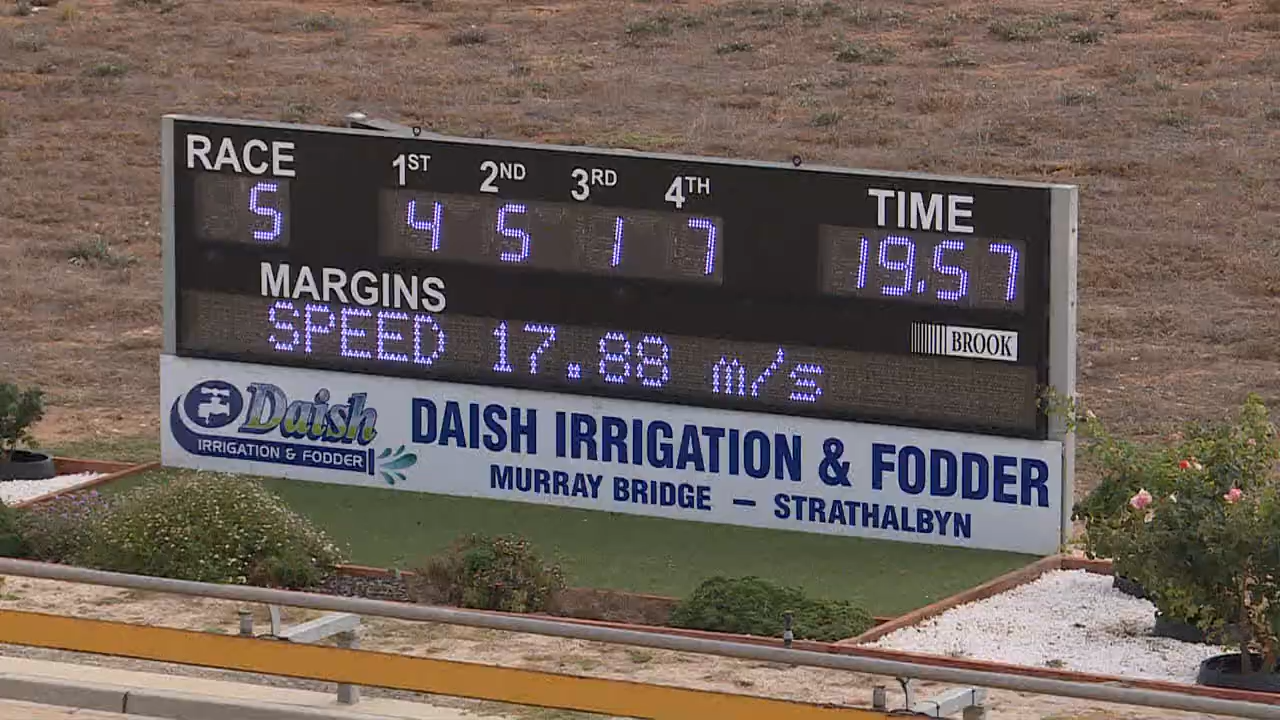 RACE 1ST 2ND 3RD 4TH TIME
5 4 5 1 7 19.57
MARGINS
BROOK
SPEED 17.88 m/s
Daish
IRRIGATION & FODDER
DAISH IRRIGATION & FODDER
MURRAY BRIDGE – STRATHALBYN